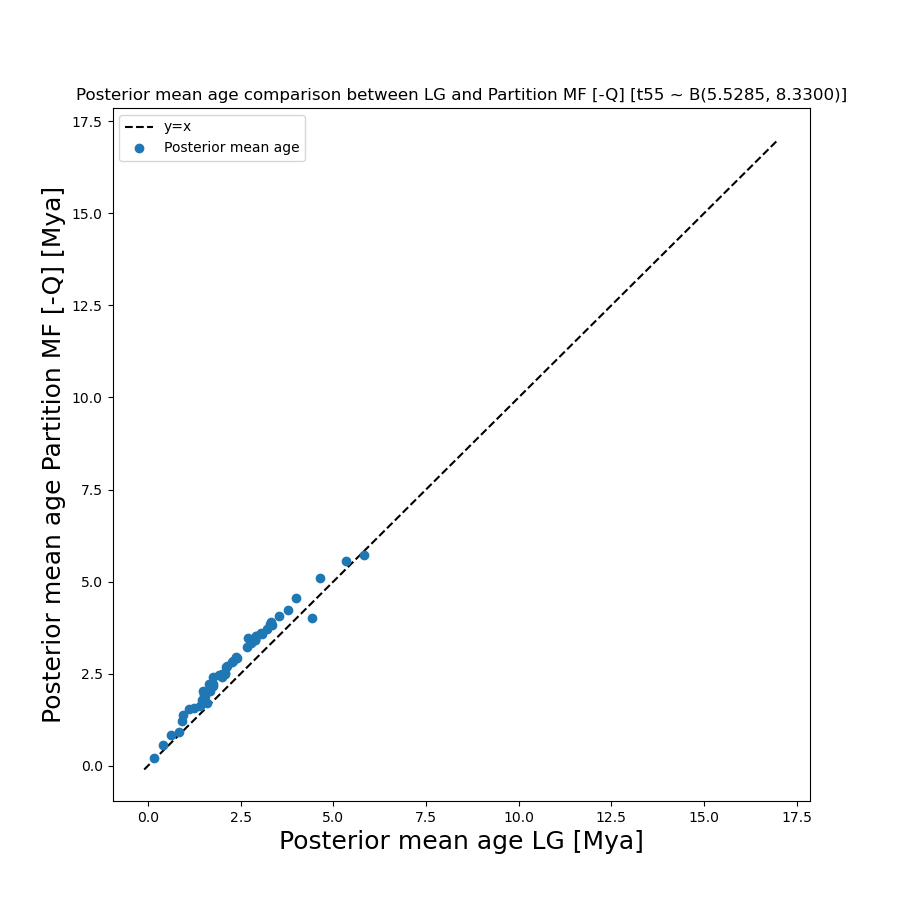 Posterior mean age comparison between LG and Partition MF [-Q] [t55 ~ B(5.5285, 8.3300)]
y=x
Posterior mean age
Posterior mean age Partition MF [-Q] [Mya]
17.5
15.0
12.5
10.0
7.5
5.0
2.5
0.0
0.0 2.5 5.0 7.5 10.0 12.5 15.0 17.5
Posterior mean age LG [Mya]